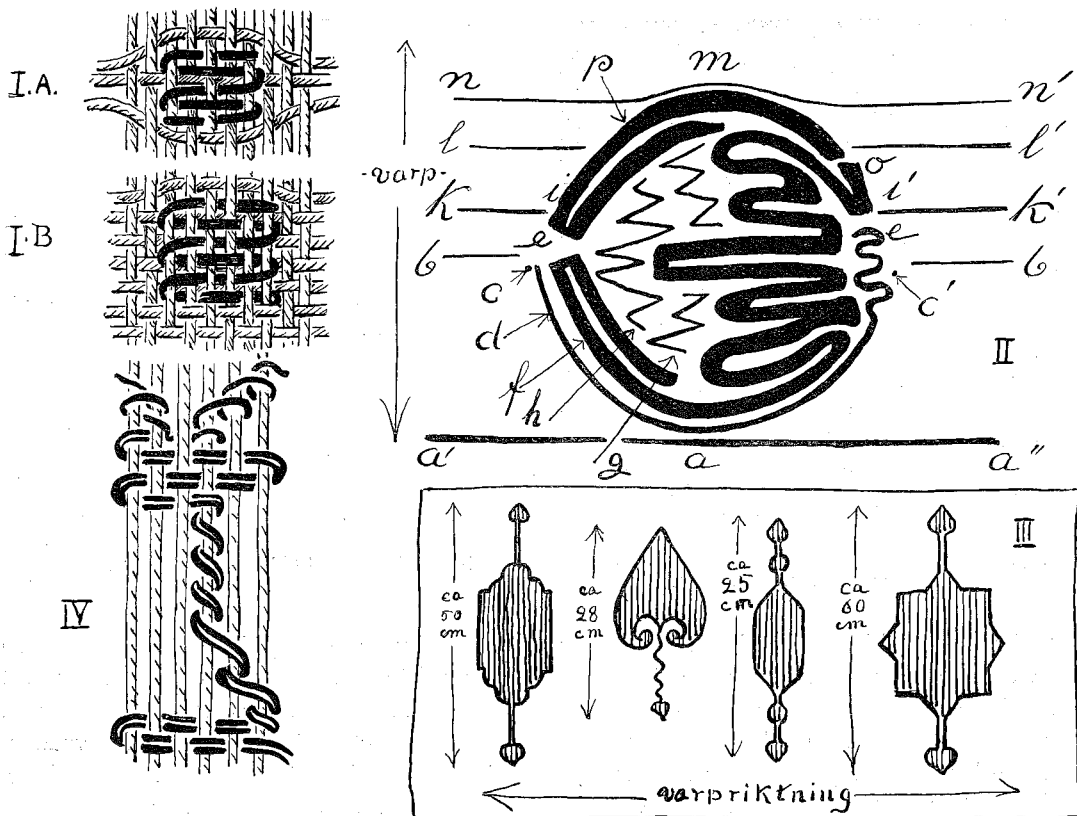 I.A.
I.B
IV
varp
n m n'
p
l l'
o
i i'
k k'
e e
b b
c c'
d
II
f
h
g
a' a a"
III
ca
50
cm
ca
28
cm
ca
25
cm
ca
60
cm
varpriktning